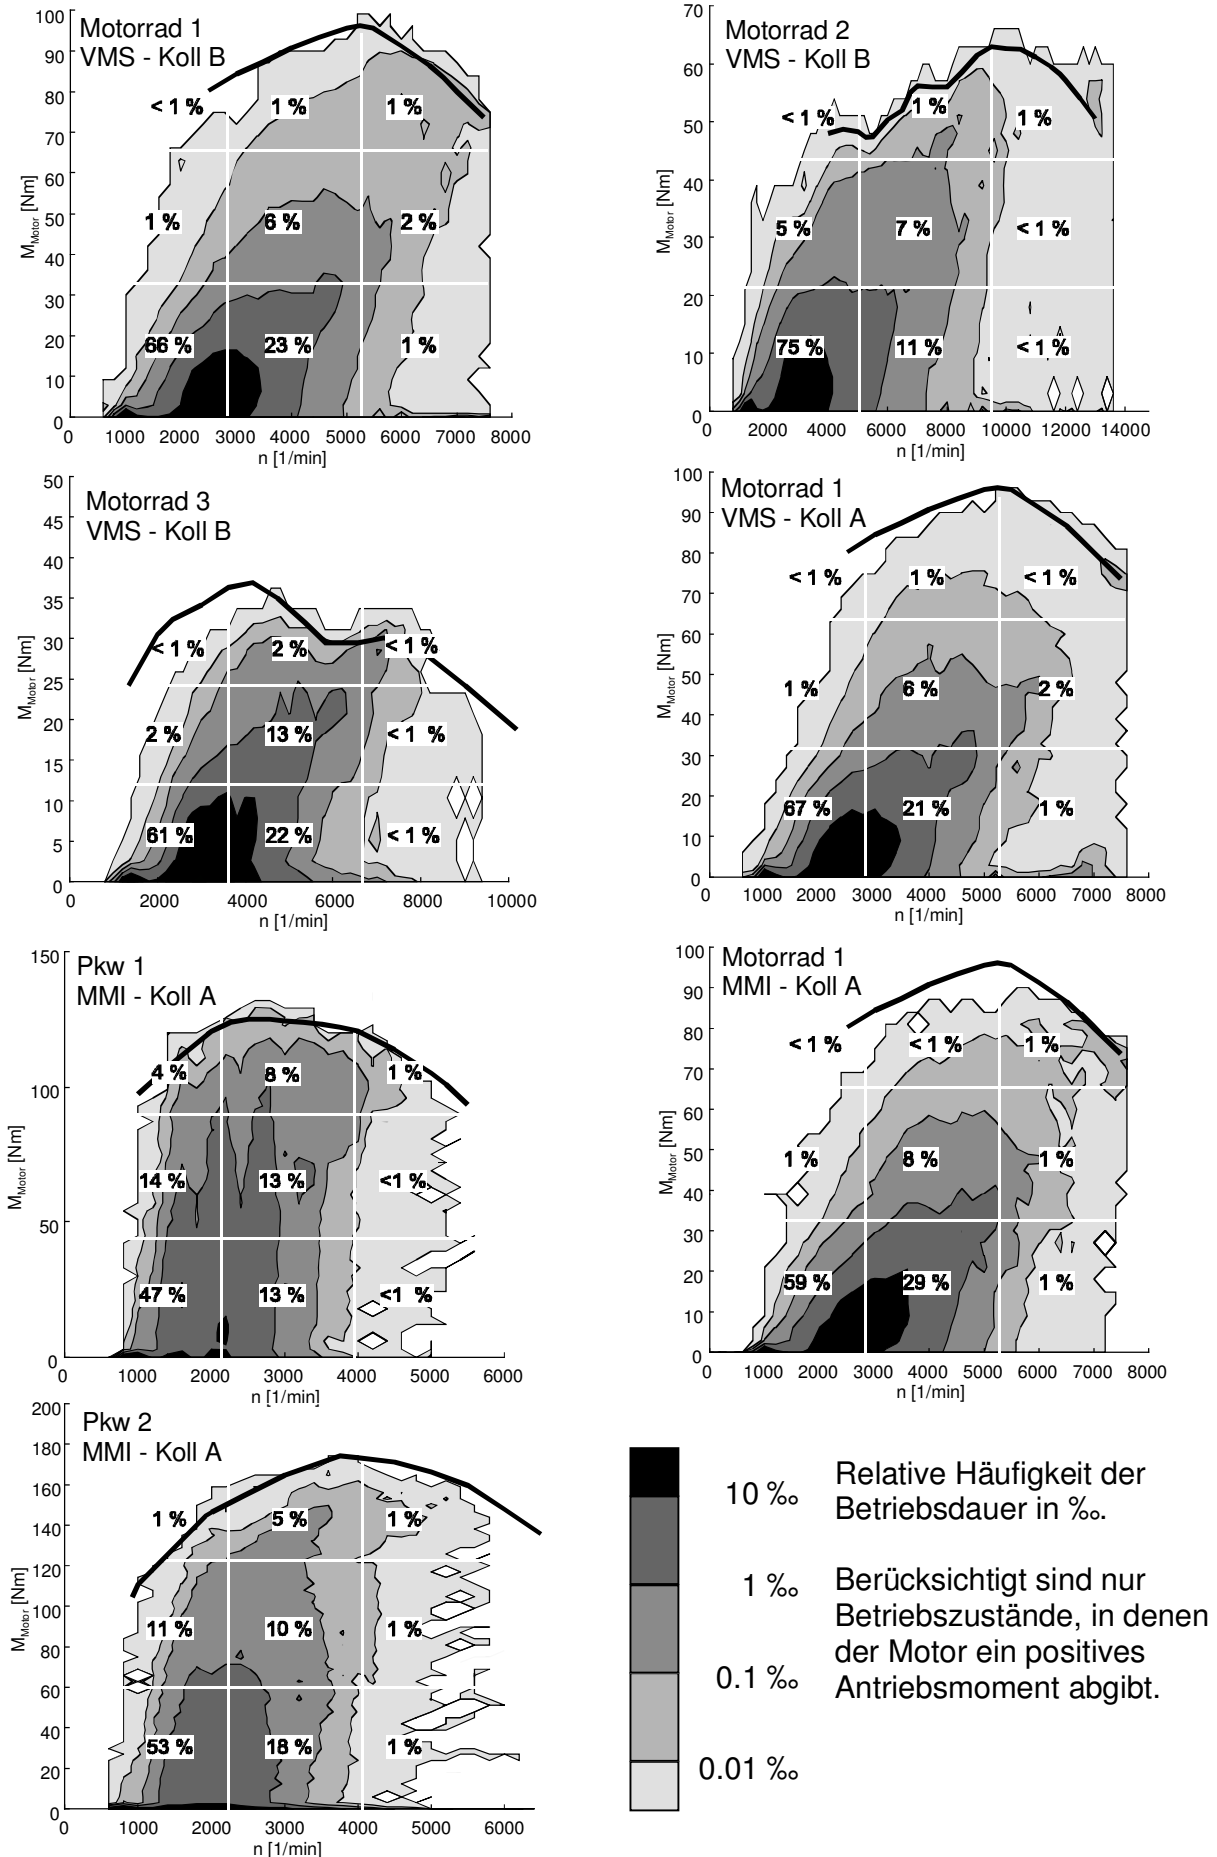 Motorrad 1
VMS - Koll B
M Motor [Nm]
100
90
80
70
60
50
40
30
20
10
0
< 1 % 1 % 1 %
1 % 6 % 2 %
66 % 23 % 1 %
0 1000 2000 3000 4000 5000 6000 7000 8000
n [1/min]
Motorrad 2
VMS - Koll B
M Motor [Nm]
70
60
50
40
30
20
10
0
< 1 % 1 % 1 %
5 % 7 % < 1 %
75 % 11 % < 1 %
0 2000 4000 6000 8000 10000 12000 14000
n [1/min]
Motorrad 3
VMS - Koll B
M Motor [Nm]
50
45
40
35
30
25
20
15
10
5
0
< 1 % 2 % < 1 %
2 % 13 % < 1 %
61 % 22 % < 1 %
0 2000 4000 6000 8000 10000
n [1/min]
Motorrad 1
VMS - Koll A
M Motor [Nm]
100
90
80
70
60
50
40
30
20
10
0
< 1 % 1 % < 1 %
1 % 6 % 2 %
67 % 21 % 1 %
0 1000 2000 3000 4000 5000 6000 7000 8000
n [1/min]
Pkw 1
MMI - Koll A
M Motor [Nm]
150
100
50
0
4 % 8 % 1 %
14 % 13 % <1 %
47 % 13 % <1 %
0 1000 2000 3000 4000 5000 6000
n [1/min]
Motorrad 1
MMI - Koll A
M Motor [Nm]
100
90
80
70
60
50
40
30
20
10
0
< 1 % < 1 % 1 %
1 % 8 % 1 %
59 % 29 % 1 %
0 1000 2000 3000 4000 5000 6000 7000 8000
n [1/min]
Pkw 2
MMI - Koll A
M Motor [Nm]
200
180
160
140
120
100
80
60
40
20
0
1 % 5 % 1 %
11 % 10 % 1 %
53 % 18 % 1 %
0 1000 2000 3000 4000 5000 6000
n [1/min]
10 ‰
1 ‰
0.1 ‰
0.01 ‰
Relative Häufigkeit der
Betriebsdauer in ‰.
Berücksichtigt sind nur
Betriebszustände, in denen
der Motor ein positives
Antriebsmoment abgibt.